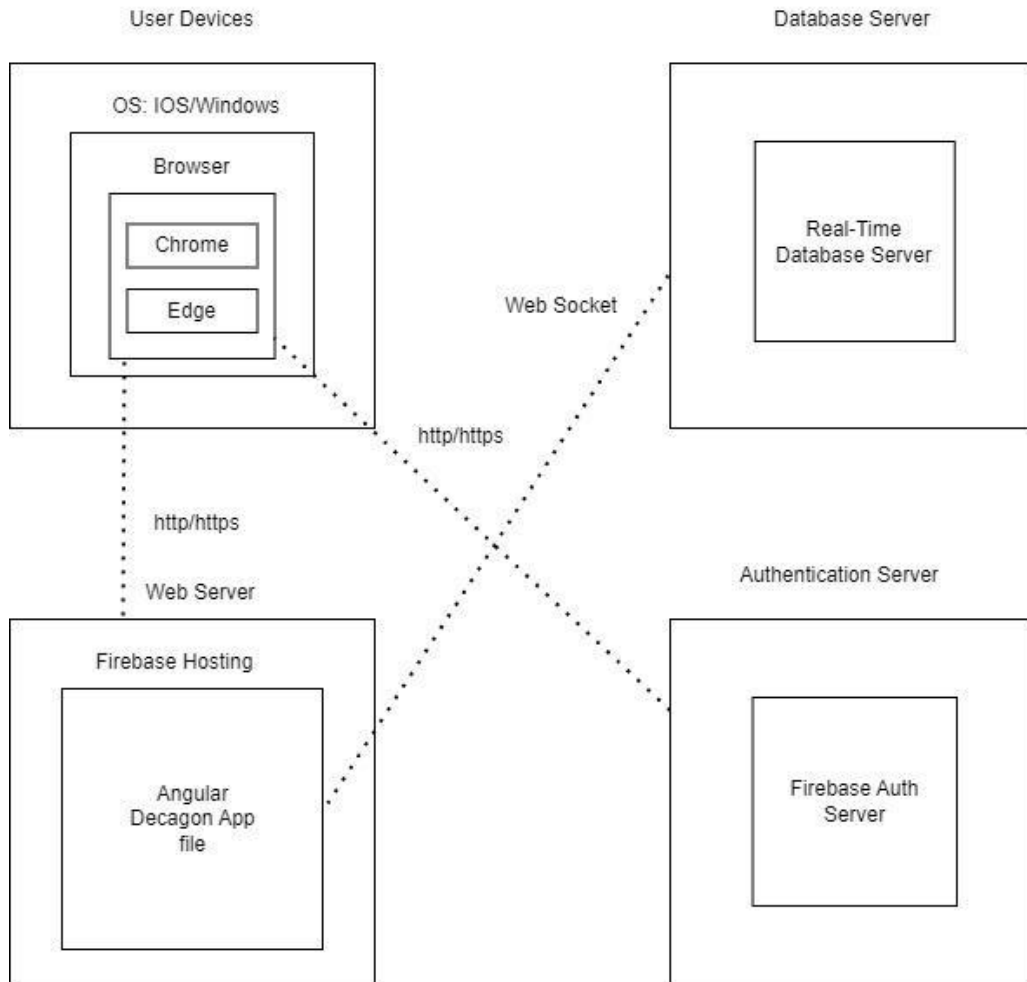 User Devices
Database Server
OS: IOS/Windows
Browser
Chrome
Edge
Real-Time
Database Server
Web Socket
http/https
http/https
Web Server
Authentication Server
Firebase Hosting
Angular
Decagon App
file
Firebase Auth
Server